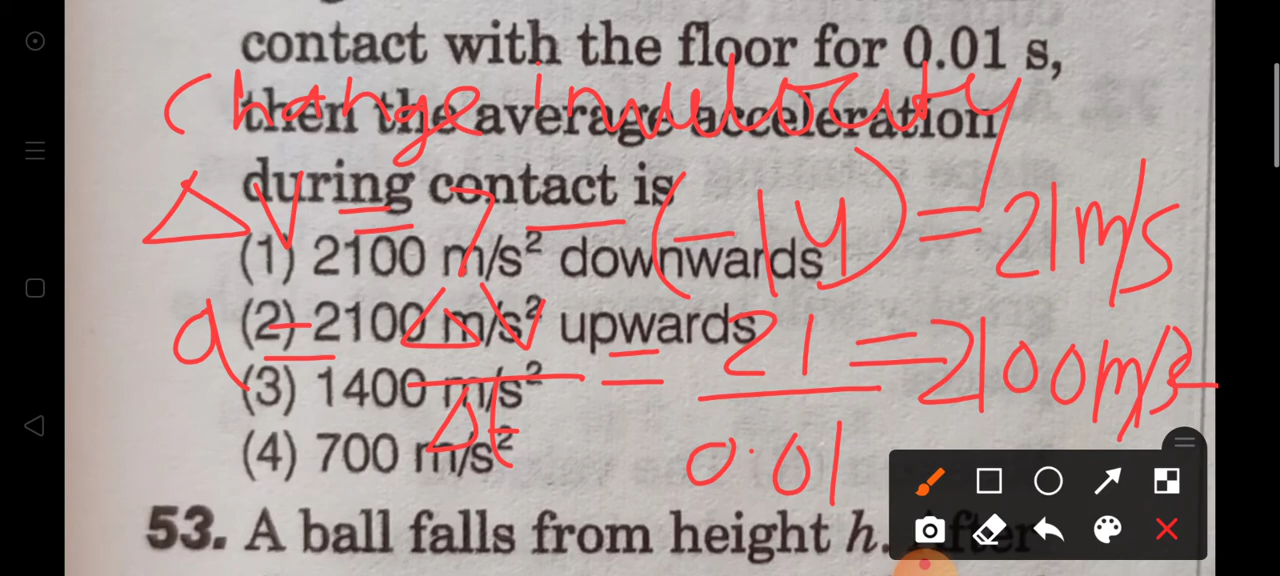 contact with the floor for 0.01 s,
change in velocity
then the average acceleration
during contact is
ΔV = 7 - (-14) = 21 m/s
(1) 2100 m/s² downwards
(2) 2100 m/s² upwards
a = ΔV/Δt = 21/0.01 = 2100 m/s²
(3) 1400 m/s²
(4) 700 m/s²
53. A ball falls from height h. After